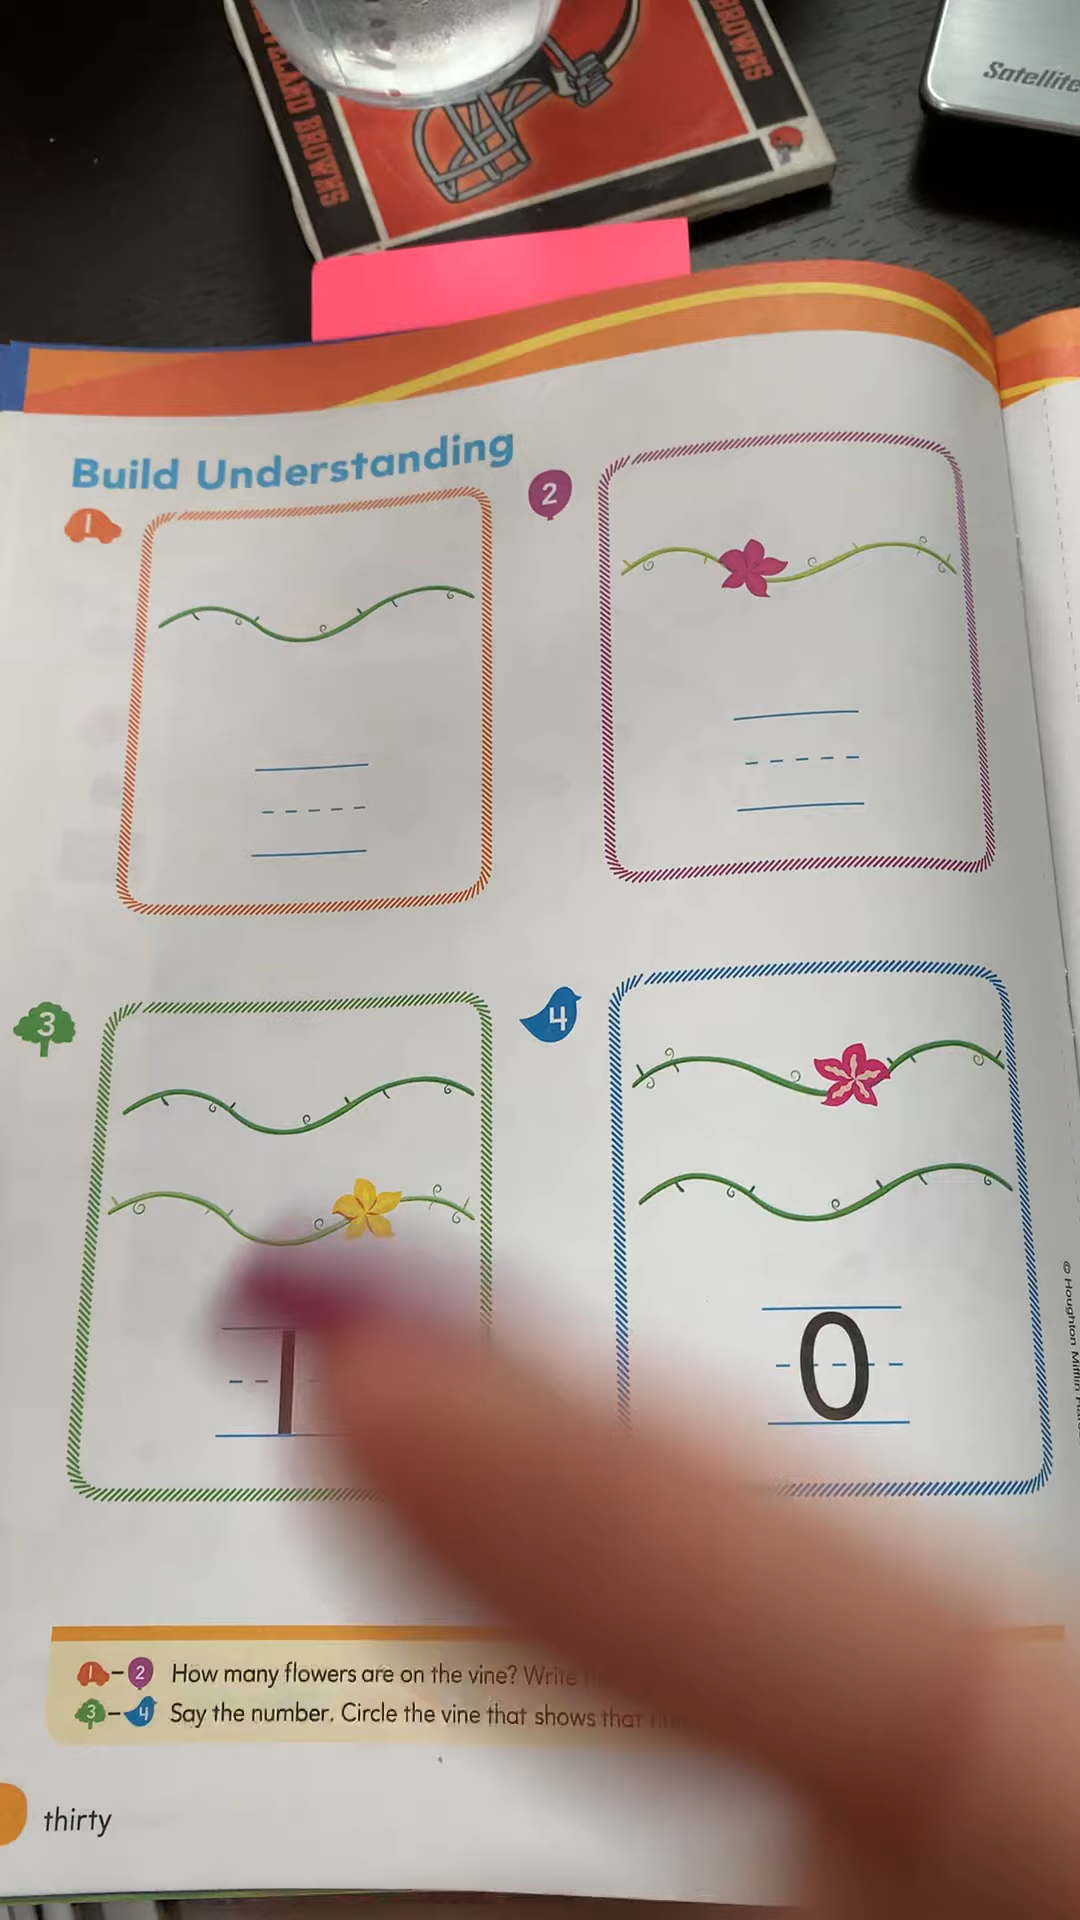 CLEVELAND BROWNS
BROWNS
Satellite
Build Understanding
1
2
3
4
1
0
1 - 2 How many flowers are on the vine? Write
3 - 4 Say the number. Circle the vine that shows that
thirty
© Houghton Mifflin